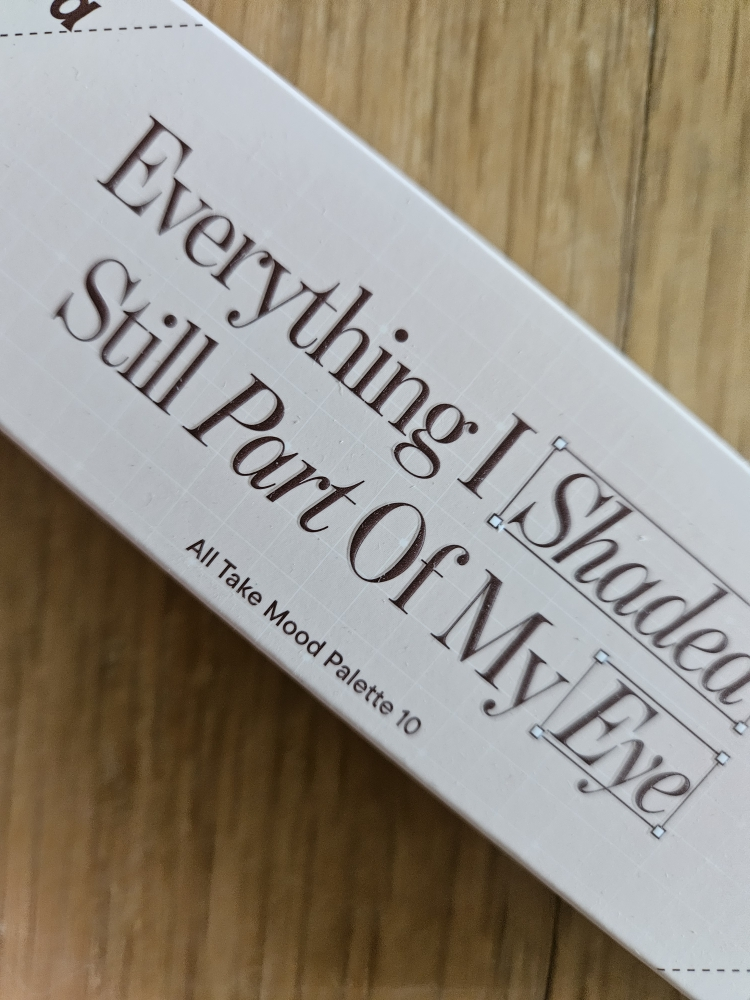 Everything I Shaded
Still Part Of My Eye
All Take Mood Palette 10